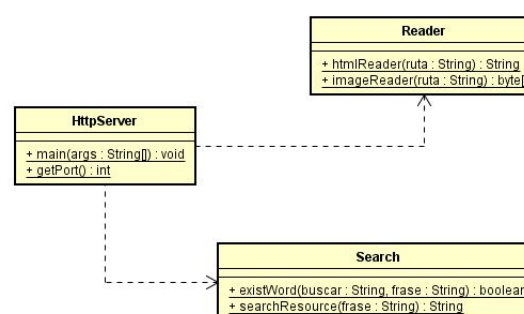 Reader
+ htmlReader(ruta : String) : String
+ imageReader(ruta : String) : byte[
HttpServer
+ main(args : String[]) : void
+ getPort() : int
Search
+ existWord(buscar : String, frase : String) : boolean
+ searchResource(frase : String) : String